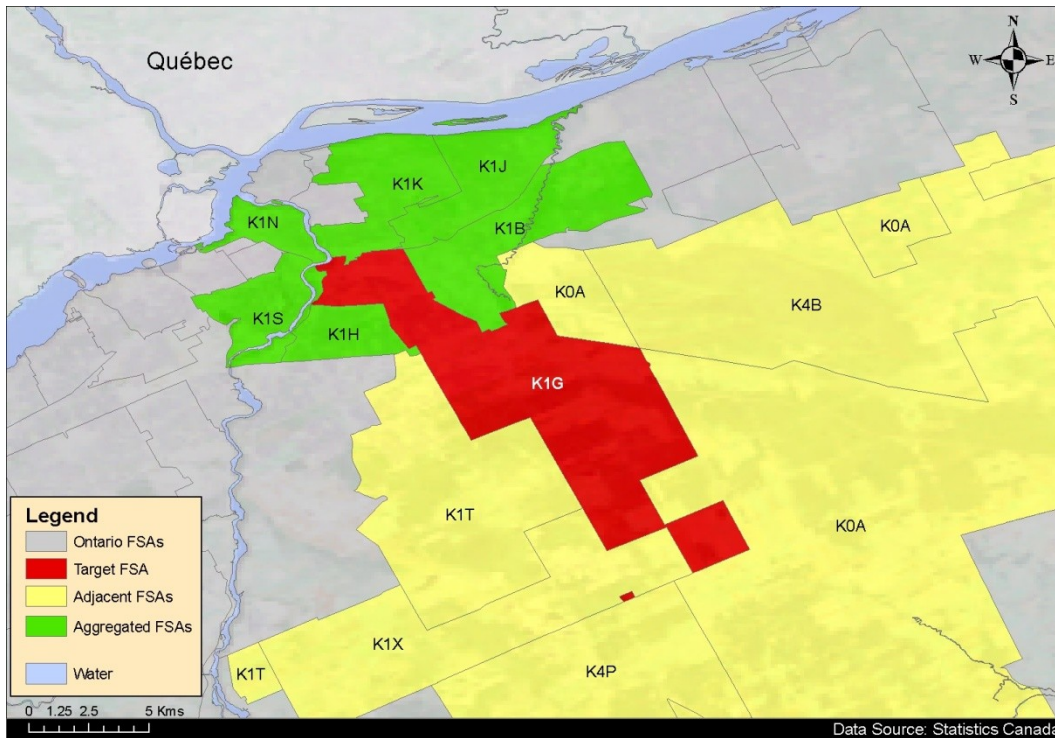 Québec
N
W E
S
K1J
K1K
K1N
K1B
K0A
K0A
K4B
K1S
K1H
K1G
K1T
K0A
Legend
Ontario FSAs
Target FSA
Adjacent FSAs
Aggregated FSAs
Water
K1X
K1T
K4P
0 1.25 2.5 5 Kms
Data Source: Statistics Canada